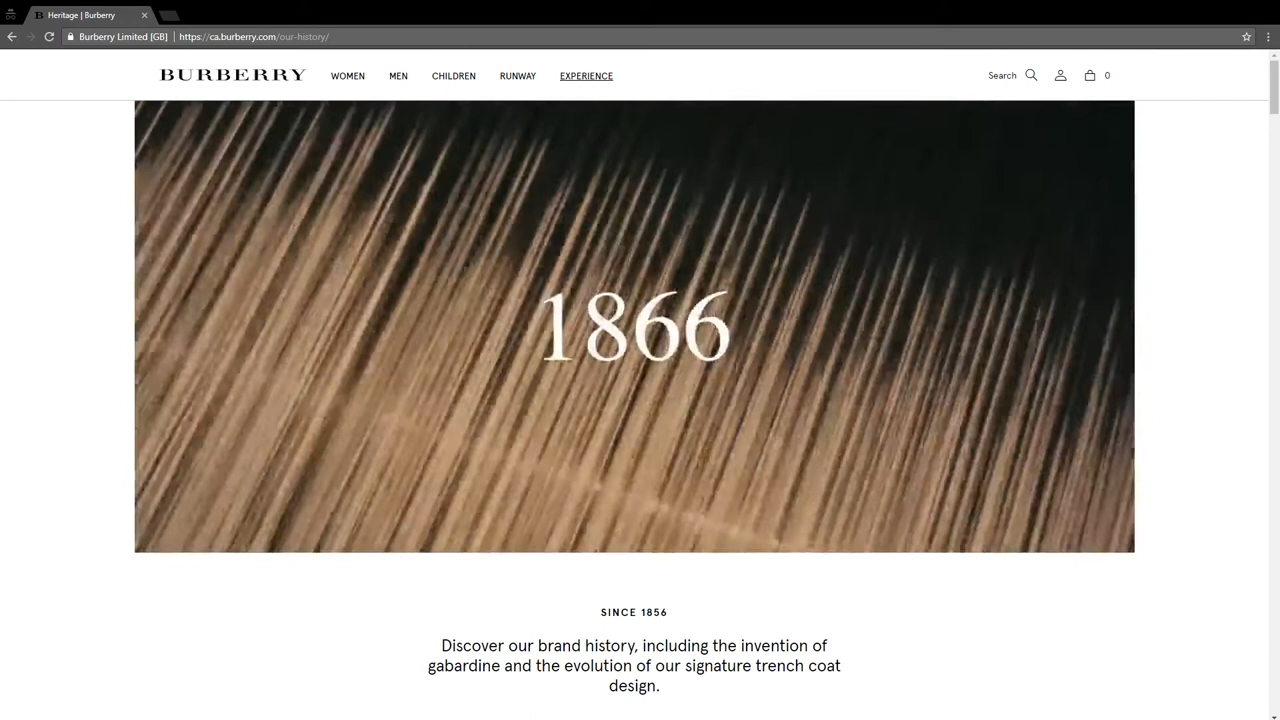 Heritage | Burberry
Burberry Limited [GB] | https://ca.burberry.com/our-history/
BURBERRY WOMEN MEN CHILDREN RUNWAY EXPERIENCE Search 0
1866
SINCE 1856
Discover our brand history, including the invention of
gabardine and the evolution of our signature trench coat
design.